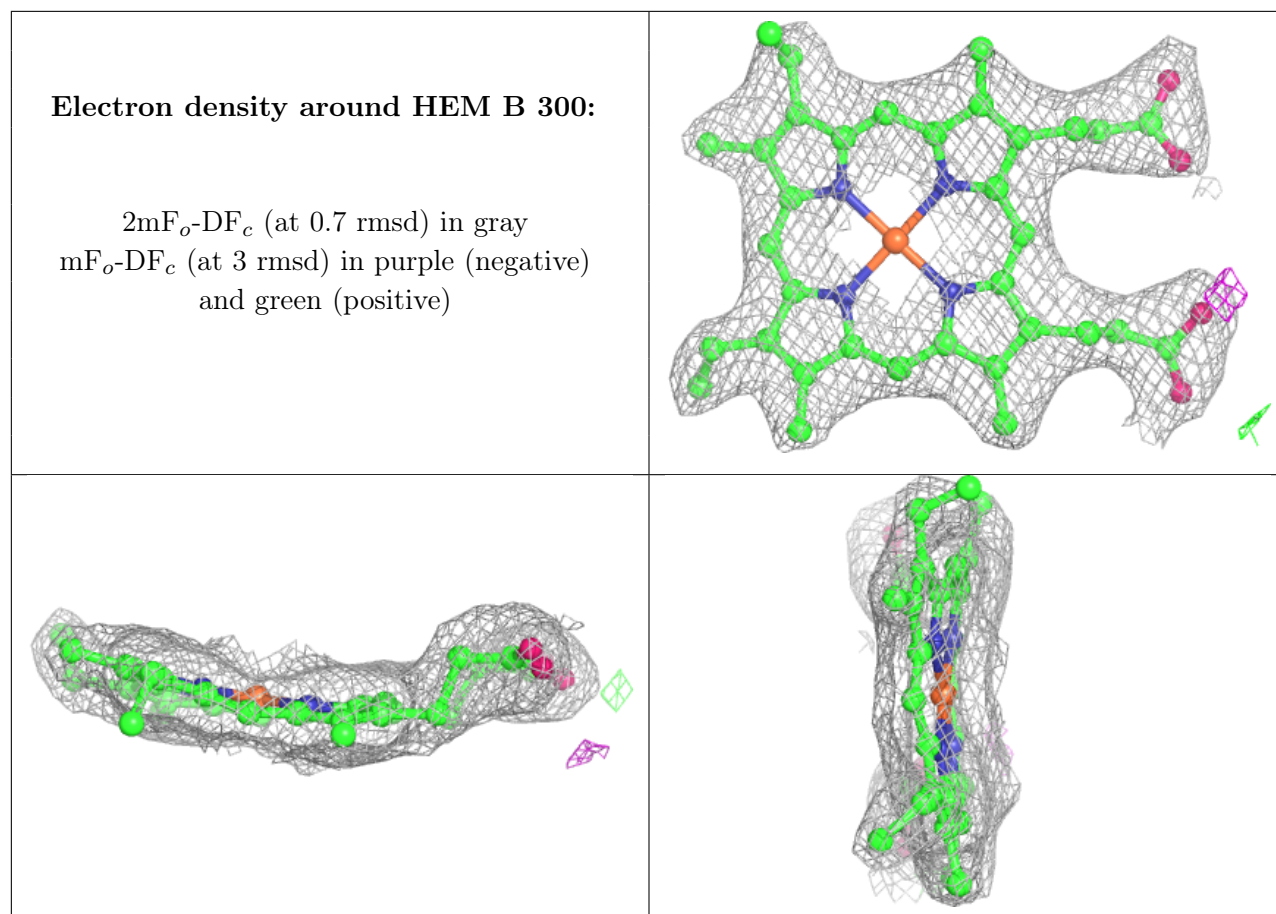 Electron density around HEM B 300:
2mF𝑜-DF𝑐 (at 0.7 rmsd) in gray
mF𝑜-DF𝑐 (at 3 rmsd) in purple (negative)
and green (positive)